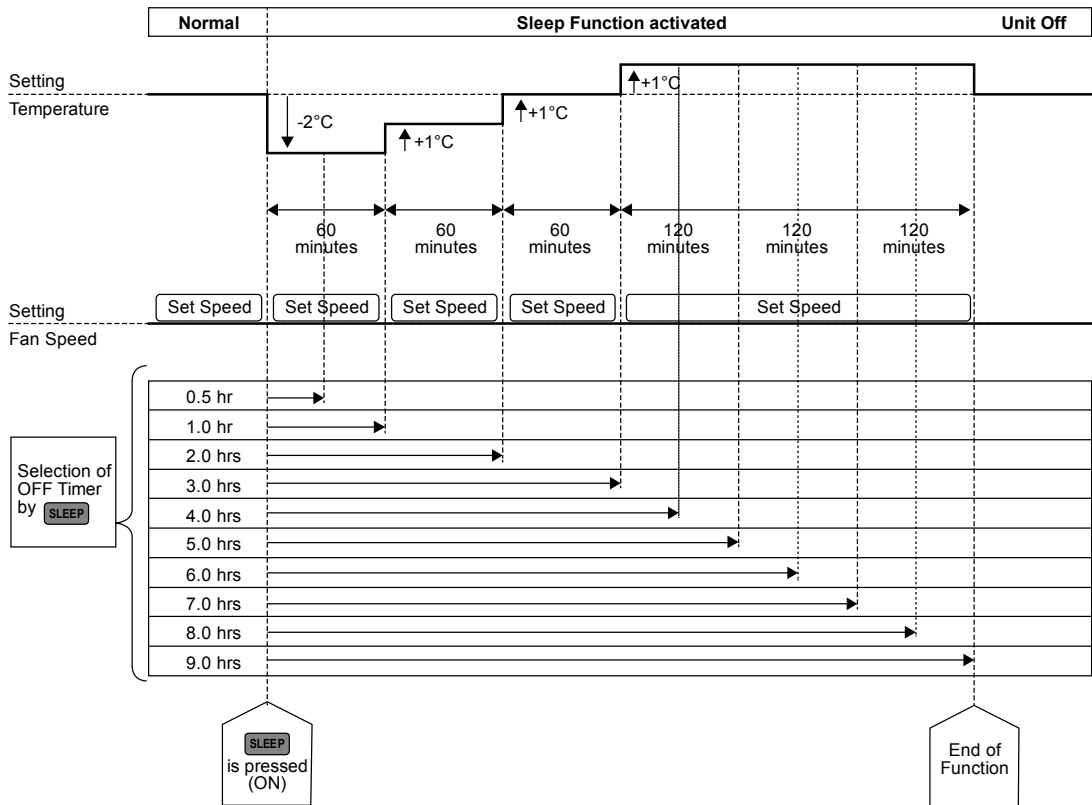 Normal Sleep Function activated Unit Off
Setting
Temperature
-2°C
+1°C
+1°C
+1°C
60 minutes
60 minutes
60 minutes
120 minutes
120 minutes
120 minutes
Setting
Fan Speed
Set Speed Set Speed Set Speed Set Speed Set Speed
Selection of
OFF Timer
by SLEEP
0.5 hr
1.0 hr
2.0 hrs
3.0 hrs
4.0 hrs
5.0 hrs
6.0 hrs
7.0 hrs
8.0 hrs
9.0 hrs
SLEEP
is pressed
(ON)
End of
Function